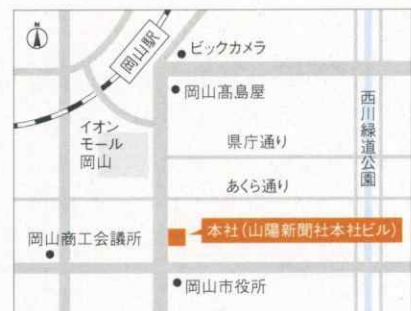 岡山駅
ビックカメラ
岡山髙島屋
イオン
モール
岡山
県庁通り
西川緑道公園
あくら通り
本社(山陽新聞社本社ビル)
岡山商工会議所
岡山市役所